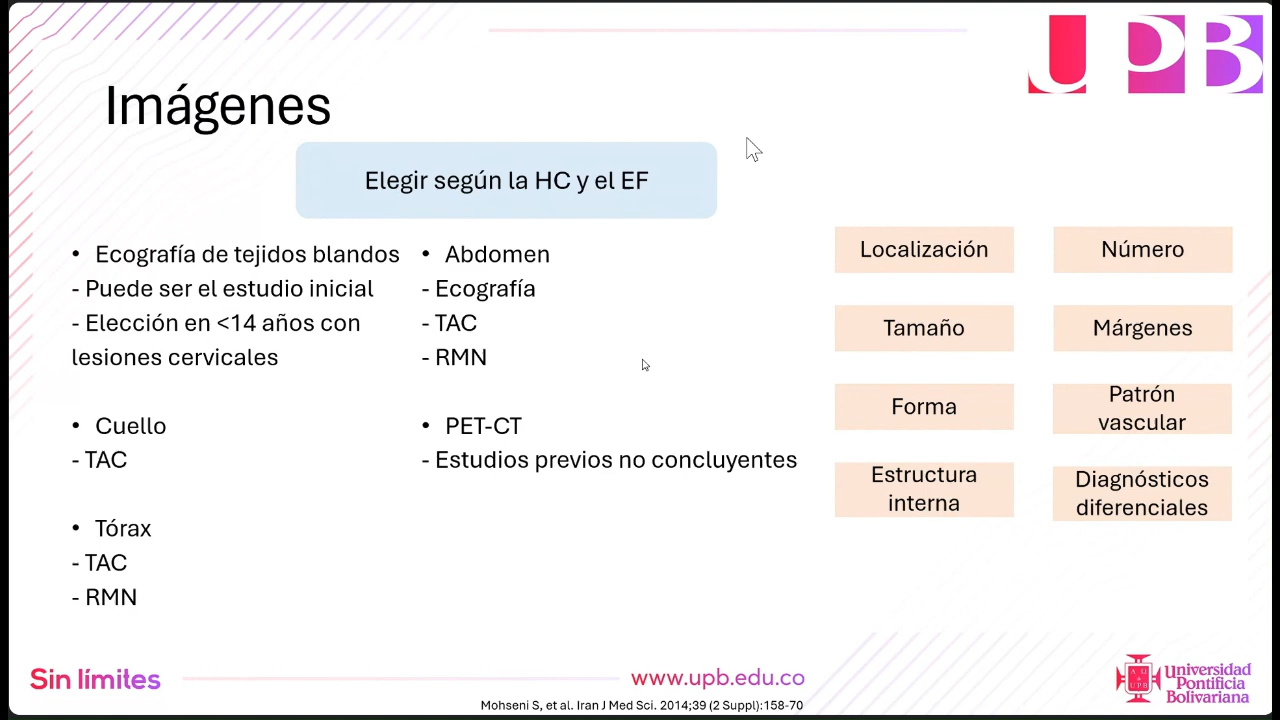 UPB
Imágenes
Elegir según la HC y el EF
• Ecografía de tejidos blandos
- Puede ser el estudio inicial
- Elección en <14 años con
lesiones cervicales
• Cuello
- TAC
• Tórax
- TAC
- RMN
• Abdomen
- Ecografía
- TAC
- RMN
• PET-CT
- Estudios previos no concluyentes
Localización
Número
Tamaño
Márgenes
Forma
Patrón
vascular
Estructura
interna
Diagnósticos
diferenciales
Sin límites
www.upb.edu.co
Universidad
Pontificia
Bolivariana
Mohseni S, et al. Iran J Med Sci. 2014;39 (2 Suppl):158-70